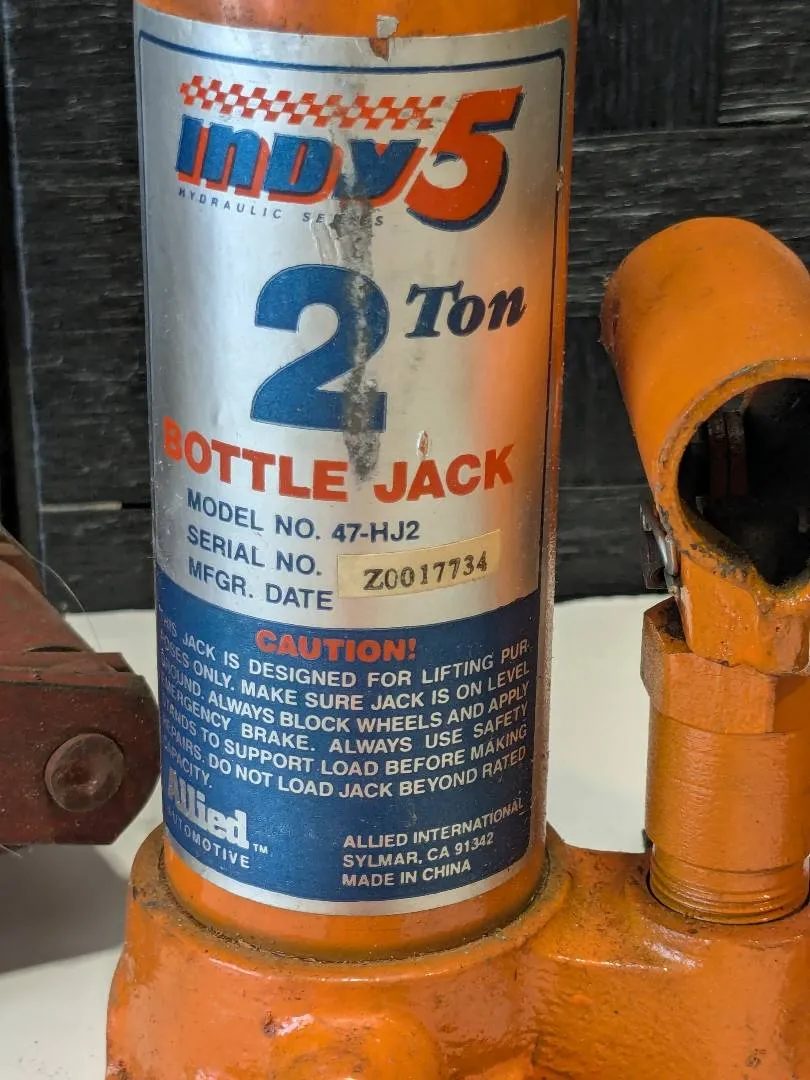 INDY5
HYDRAULIC SERIES
2 Ton
BOTTLE JACK
MODEL NO. 47-HJ2
SERIAL NO.
Z0017734
MFGR. DATE
CAUTION!
THIS JACK IS DESIGNED FOR LIFTING PUR-
POSES ONLY. MAKE SURE JACK IS ON LEVEL
GROUND. ALWAYS BLOCK WHEELS AND APPLY
EMERGENCY BRAKE. ALWAYS USE SAFETY
STANDS TO SUPPORT LOAD BEFORE MAKING
REPAIRS. DO NOT LOAD JACK BEYOND RATED
CAPACITY.
Allied
AUTOMOTIVE™
ALLIED INTERNATIONAL
SYLMAR, CA 91342
MADE IN CHINA